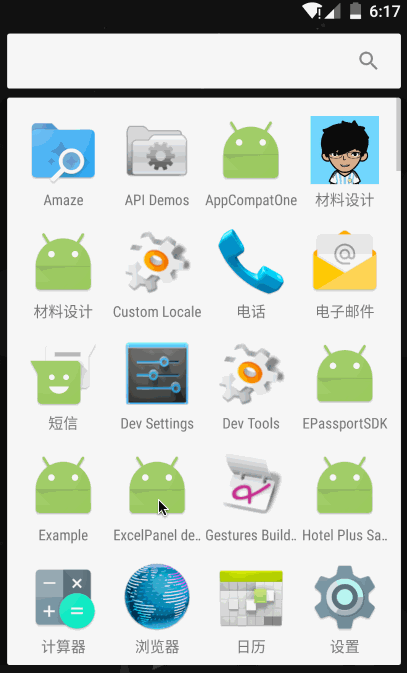 6:17
Amaze
API Demos
AppCompatOne
材料设计
材料设计
Custom Locale
电话
电子邮件
短信
Dev Settings
Dev Tools
EPassportSDK
Example
ExcelPanel de..
Gestures Build..
Hotel Plus Sa..
计算器
浏览器
日历
设置